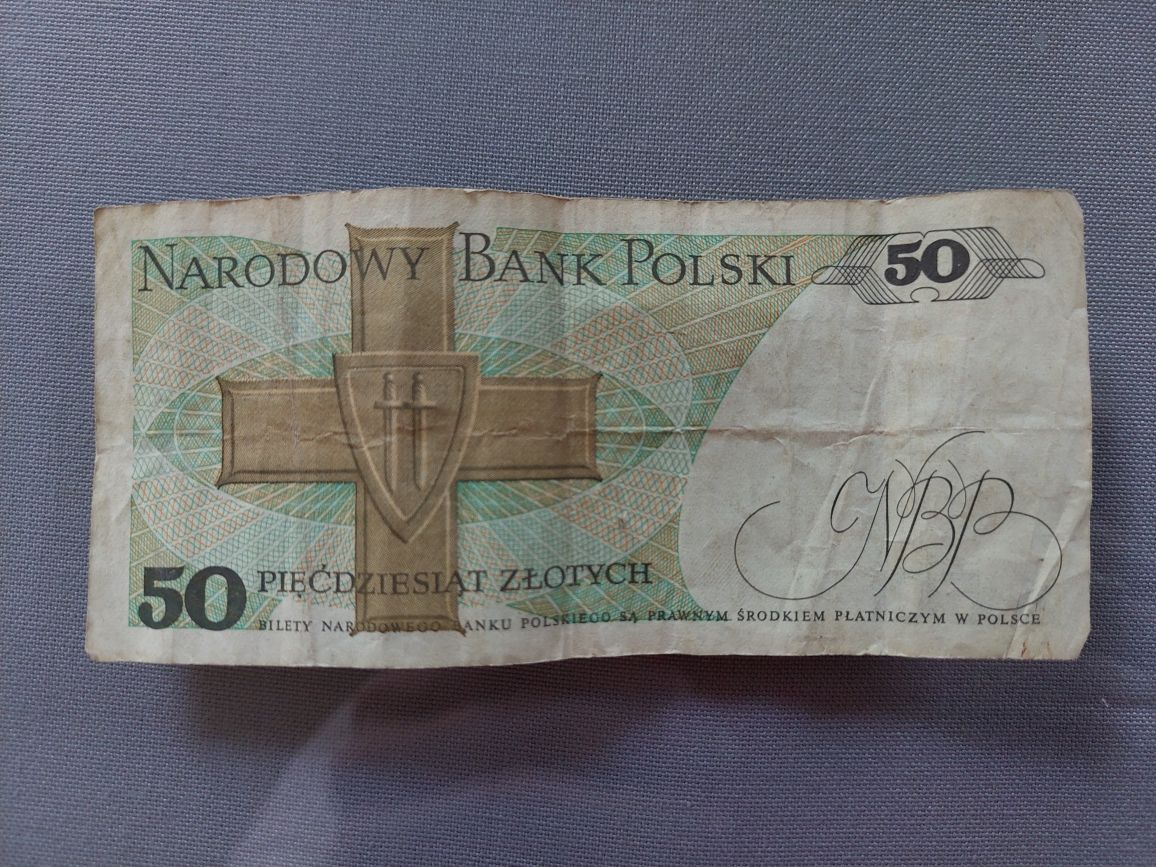 NARODOWY BANK POLSKI 50
NBP
50 PIĘĆDZIESIĄT ZŁOTYCH
BILETY NARODOWEGO BANKU POLSKIEGO SĄ PRAWNYM ŚRODKIEM PŁATNICZYM W POLSCE